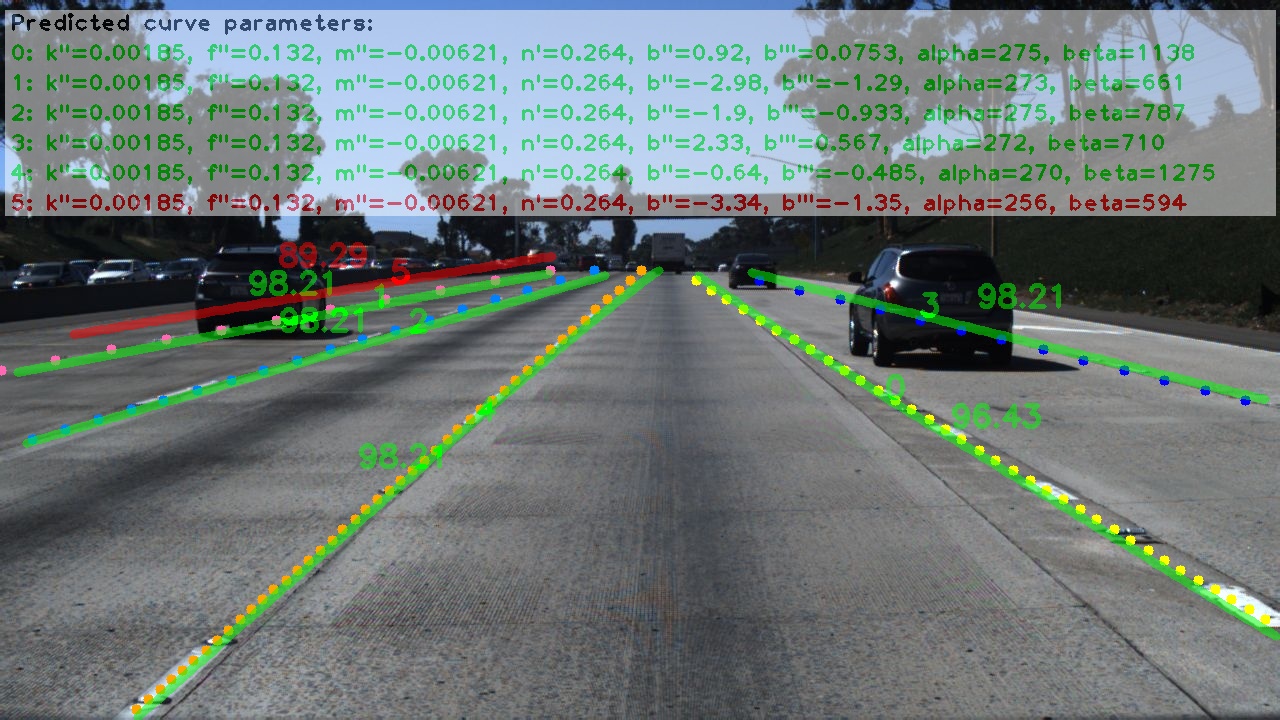 Predicted curve parameters:
0: k''=0.00185, f''=0.132, m''=-0.00621, n'=0.264, b''=0.92, b'''=0.0753, alpha=275, beta=1138
1: k''=0.00185, f''=0.132, m''=-0.00621, n'=0.264, b''=-2.98, b'''=-1.29, alpha=273, beta=661
2: k''=0.00185, f''=0.132, m''=-0.00621, n'=0.264, b''=-1.9, b'''=-0.933, alpha=275, beta=787
3: k''=0.00185, f''=0.132, m''=-0.00621, n'=0.264, b''=2.33, b'''=0.567, alpha=272, beta=710
4: k''=0.00185, f''=0.132, m''=-0.00621, n'=0.264, b''=-0.64, b'''=-0.485, alpha=270, beta=1275
5: k''=0.00185, f''=0.132, m''=-0.00621, n'=0.264, b''=-3.34, b'''=-1.35, alpha=256, beta=594
89.29 5
98.21 1
98.21 2
3 98.21
0
96.43
4
98.21